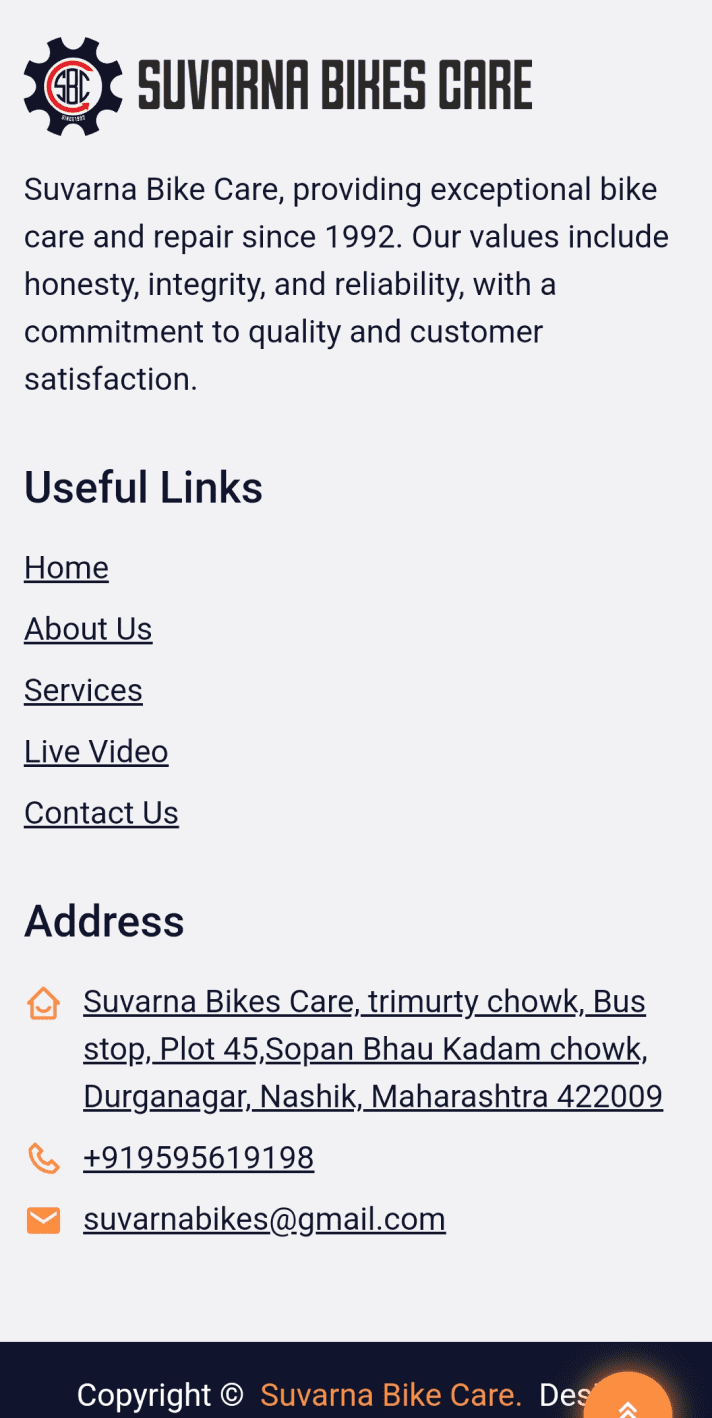 SBC
SINCE 1992
SUVARNA BIKES CARE
Suvarna Bike Care, providing exceptional bike
care and repair since 1992. Our values include
honesty, integrity, and reliability, with a
commitment to quality and customer
satisfaction.
Useful Links
Home
About Us
Services
Live Video
Contact Us
Address
Suvarna Bikes Care, trimurty chowk, Bus
stop, Plot 45,Sopan Bhau Kadam chowk,
Durganagar, Nashik, Maharashtra 422009
+919595619198
suvarnabikes@gmail.com
Copyright © Suvarna Bike Care.